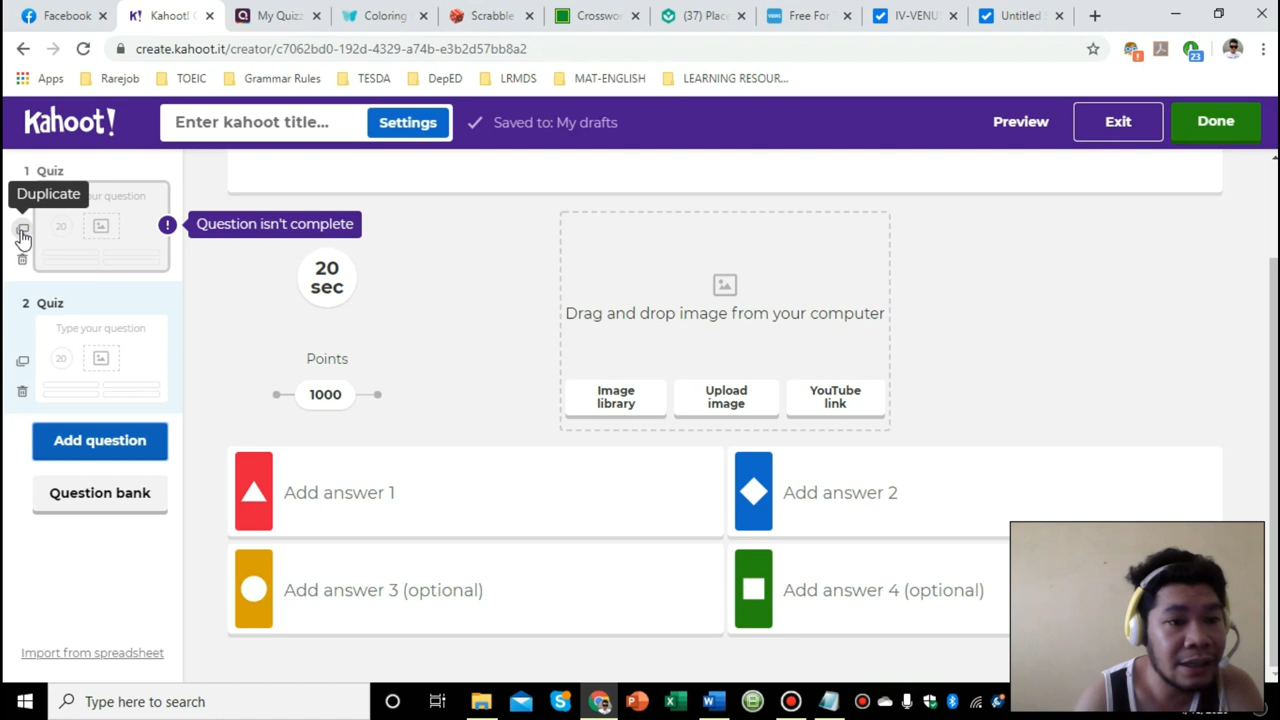 Facebook
Kahoot!
My Quizz
Coloring
Scrabble
Crosswor
(37) Place
Free For
IV-VENU
Untitled
create.kahoot.it/creator/c7062bd0-192d-4329-a74b-e3b2d57bb8a2
23
Apps
Rarejob
TOEIC
Grammar Rules
TESDA
DepED
LRMDS
MAT-ENGLISH
LEARNING RESOUR...
Kahoot!
Enter kahoot title...
Settings
Saved to: My drafts
Preview
Exit
Done
1 Quiz
Duplicate
your question
20
Question isn't complete
2 Quiz
Type your question
20
Add question
Question bank
Import from spreadsheet
20
sec
Points
1000
Drag and drop image from your computer
Image
library
Upload
image
YouTube
link
Add answer 1
Add answer 2
Add answer 3 (optional)
Add answer 4 (optional)
Type here to search